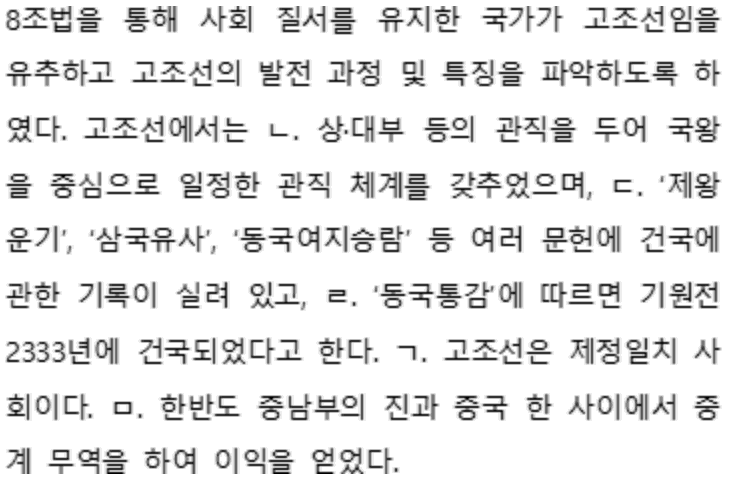 8조법을 통해 사회 질서를 유지한 국가가 고조선임을
유추하고 고조선의 발전 과정 및 특징을 파악하도록 하
였다. 고조선에서는 ㄴ. 상·대부 등의 관직을 두어 국왕
을 중심으로 일정한 관직 체계를 갖추었으며, ㄷ. ‘제왕
운기’, ‘삼국유사’, ‘동국여지승람’ 등 여러 문헌에 건국에
관한 기록이 실려 있고, ㄹ. ‘동국통감’에 따르면 기원전
2333년에 건국되었다고 한다. ㄱ. 고조선은 제정일치 사
회이다. ㅁ. 한반도 중남부의 진과 중국 한 사이에서 중
계 무역을 하여 이익을 얻었다.